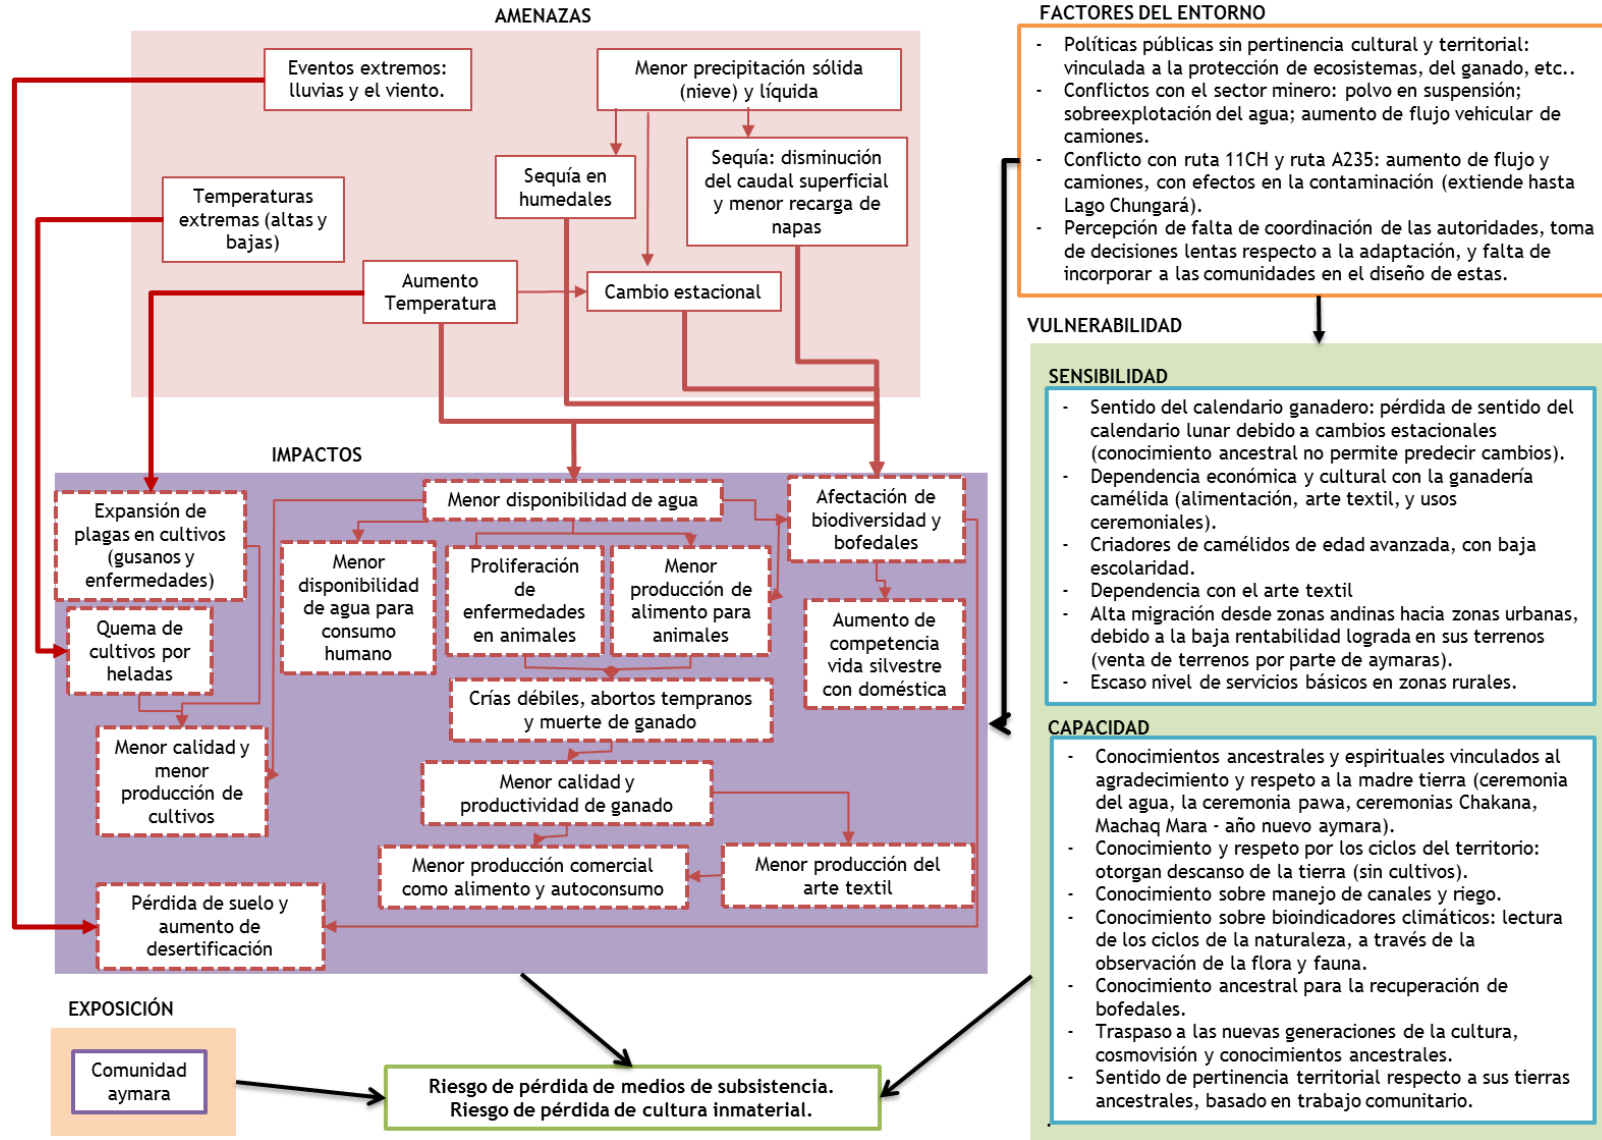 AMENAZAS
Eventos extremos:
lluvias y el viento.
Menor precipitación sólida
(nieve) y líquida
Sequía en
humedales
Sequía: disminución
del caudal superficial
y menor recarga de
napas
Temperaturas
extremas (altas y
bajas)
Aumento
Temperatura
Cambio estacional
IMPACTOS
Expansión de
plagas en cultivos
(gusanos y
enfermedades)
Menor disponibilidad de agua
Afectación de
biodiversidad y
bofedales
Menor
disponibilidad
de agua para
consumo
humano
Proliferación
de
enfermedades
en animales
Menor
producción de
alimento para
animales
Quema de
cultivos por
heladas
Aumento de
competencia
vida silvestre
con doméstica
Crías débiles, abortos tempranos
y muerte de ganado
Menor calidad y
menor
producción de
cultivos
Menor calidad y
productividad de ganado
Menor producción comercial
como alimento y autoconsumo
Menor producción del
arte textil
Pérdida de suelo y
aumento de
desertificación
EXPOSICIÓN
Comunidad
aymara
Riesgo de pérdida de medios de subsistencia.
Riesgo de pérdida de cultura inmaterial.
FACTORES DEL ENTORNO
- Políticas públicas sin pertinencia cultural y territorial:
vinculada a la protección de ecosistemas, del ganado, etc..
- Conflictos con el sector minero: polvo en suspensión;
sobreexplotación del agua; aumento de flujo vehicular de
camiones.
- Conflicto con ruta 11CH y ruta A235: aumento de flujo y
camiones, con efectos en la contaminación (extiende hasta
Lago Chungará).
- Percepción de falta de coordinación de las autoridades, toma
de decisiones lentas respecto a la adaptación, y falta de
incorporar a las comunidades en el diseño de estas.
VULNERABILIDAD
SENSIBILIDAD
- Sentido del calendario ganadero: pérdida de sentido del
calendario lunar debido a cambios estacionales
(conocimiento ancestral no permite predecir cambios).
- Dependencia económica y cultural con la ganadería
camélida (alimentación, arte textil, y usos
ceremoniales).
- Criadores de camélidos de edad avanzada, con baja
escolaridad.
- Dependencia con el arte textil
- Alta migración desde zonas andinas hacia zonas urbanas,
debido a la baja rentabilidad lograda en sus terrenos
(venta de terrenos por parte de aymaras).
- Escaso nivel de servicios básicos en zonas rurales.
CAPACIDAD
- Conocimientos ancestrales y espirituales vinculados al
agradecimiento y respeto a la madre tierra (ceremonia
del agua, la ceremonia pawa, ceremonias Chakana,
Machaq Mara - año nuevo aymara).
- Conocimiento y respeto por los ciclos del territorio:
otorgan descanso de la tierra (sin cultivos).
- Conocimiento sobre manejo de canales y riego.
- Conocimiento sobre bioindicadores climáticos: lectura
de los ciclos de la naturaleza, a través de la
observación de la flora y fauna.
- Conocimiento ancestral para la recuperación de
bofedales.
- Traspaso a las nuevas generaciones de la cultura,
cosmovisión y conocimientos ancestrales.
- Sentido de pertinencia territorial respecto a sus tierras
ancestrales, basado en trabajo comunitario.
.